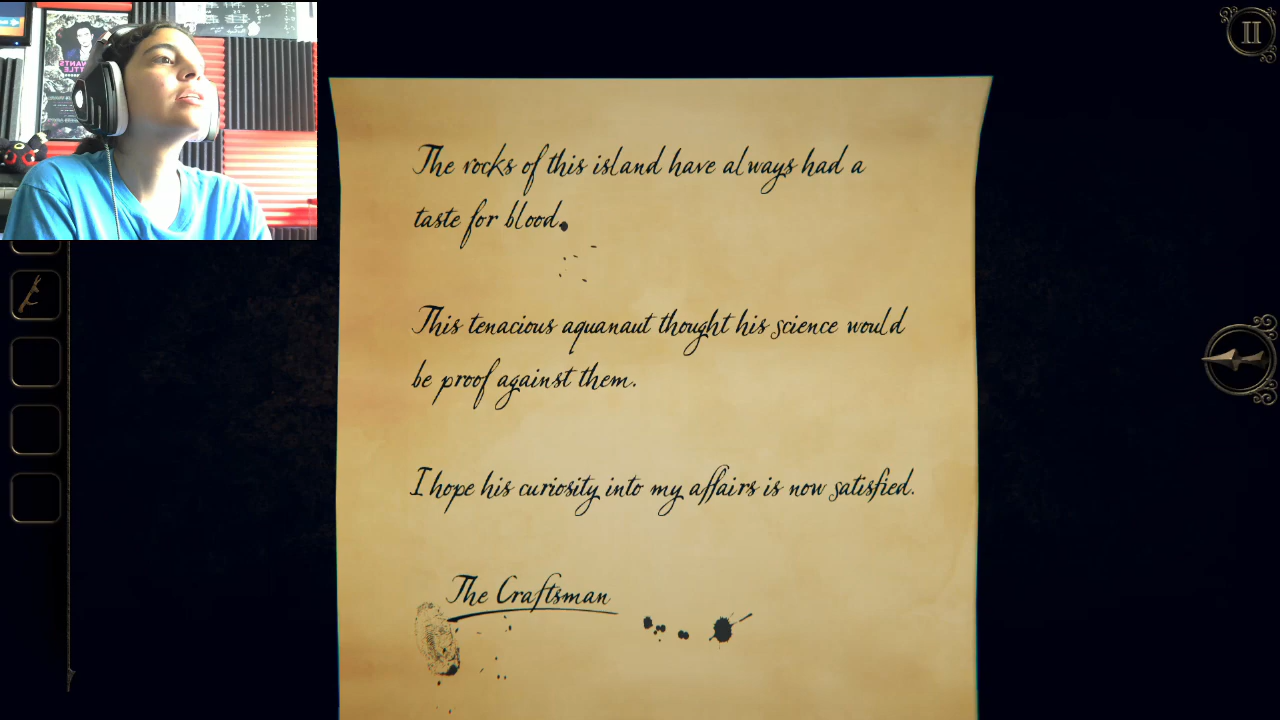 The rocks of this island have always had a
taste for blood.
This tenacious aquanaut thought his science would
be proof against them.
I hope his curiosity into my affairs is now satisfied.
The Craftsman